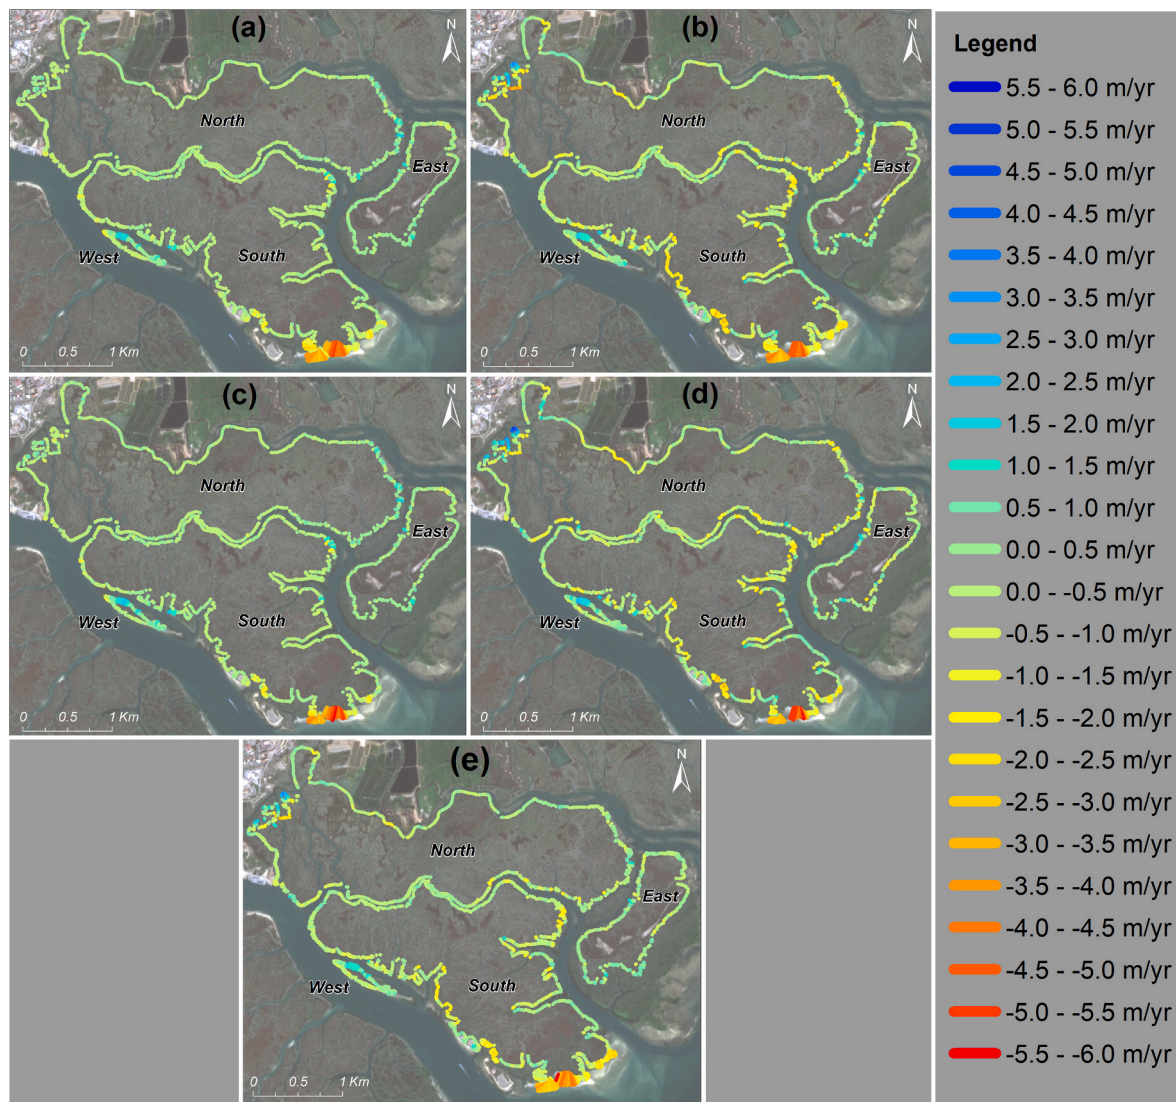 (a)
N
North
East
South
West
0 0.5 1 Km
(b)
N
North
East
South
West
0 0.5 1 Km
(c)
N
North
East
South
West
0 0.5 1 Km
(d)
N
North
East
South
West
0 0.5 1 Km
(e)
N
North
East
South
West
0 0.5 1 Km
Legend
5.5 - 6.0 m/yr
5.0 - 5.5 m/yr
4.5 - 5.0 m/yr
4.0 - 4.5 m/yr
3.5 - 4.0 m/yr
3.0 - 3.5 m/yr
2.5 - 3.0 m/yr
2.0 - 2.5 m/yr
1.5 - 2.0 m/yr
1.0 - 1.5 m/yr
0.5 - 1.0 m/yr
0.0 - 0.5 m/yr
0.0 - -0.5 m/yr
-0.5 - -1.0 m/yr
-1.0 - -1.5 m/yr
-1.5 - -2.0 m/yr
-2.0 - -2.5 m/yr
-2.5 - -3.0 m/yr
-3.0 - -3.5 m/yr
-3.5 - -4.0 m/yr
-4.0 - -4.5 m/yr
-4.5 - -5.0 m/yr
-5.0 - -5.5 m/yr
-5.5 - -6.0 m/yr